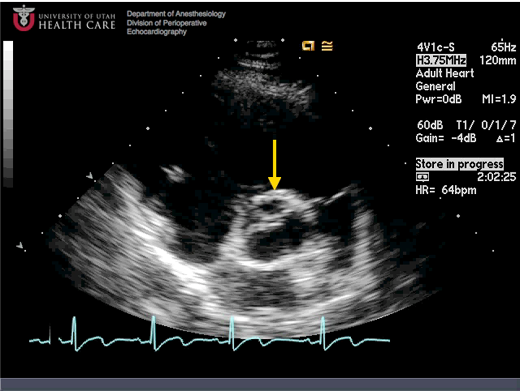 UNIVERSITY OF UTAH
HEALTH CARE
Department of Anesthesiology
Division of Perioperative
Echocardiography
4V1c-S 65Hz
H3.75MHz 120mm
Adult Heart
General
Pwr=0dB MI=1.9
60dB T1/ 0/1/7
Gain= -4dB Δ=1
Store in progress
2:02:25
HR= 64bpm